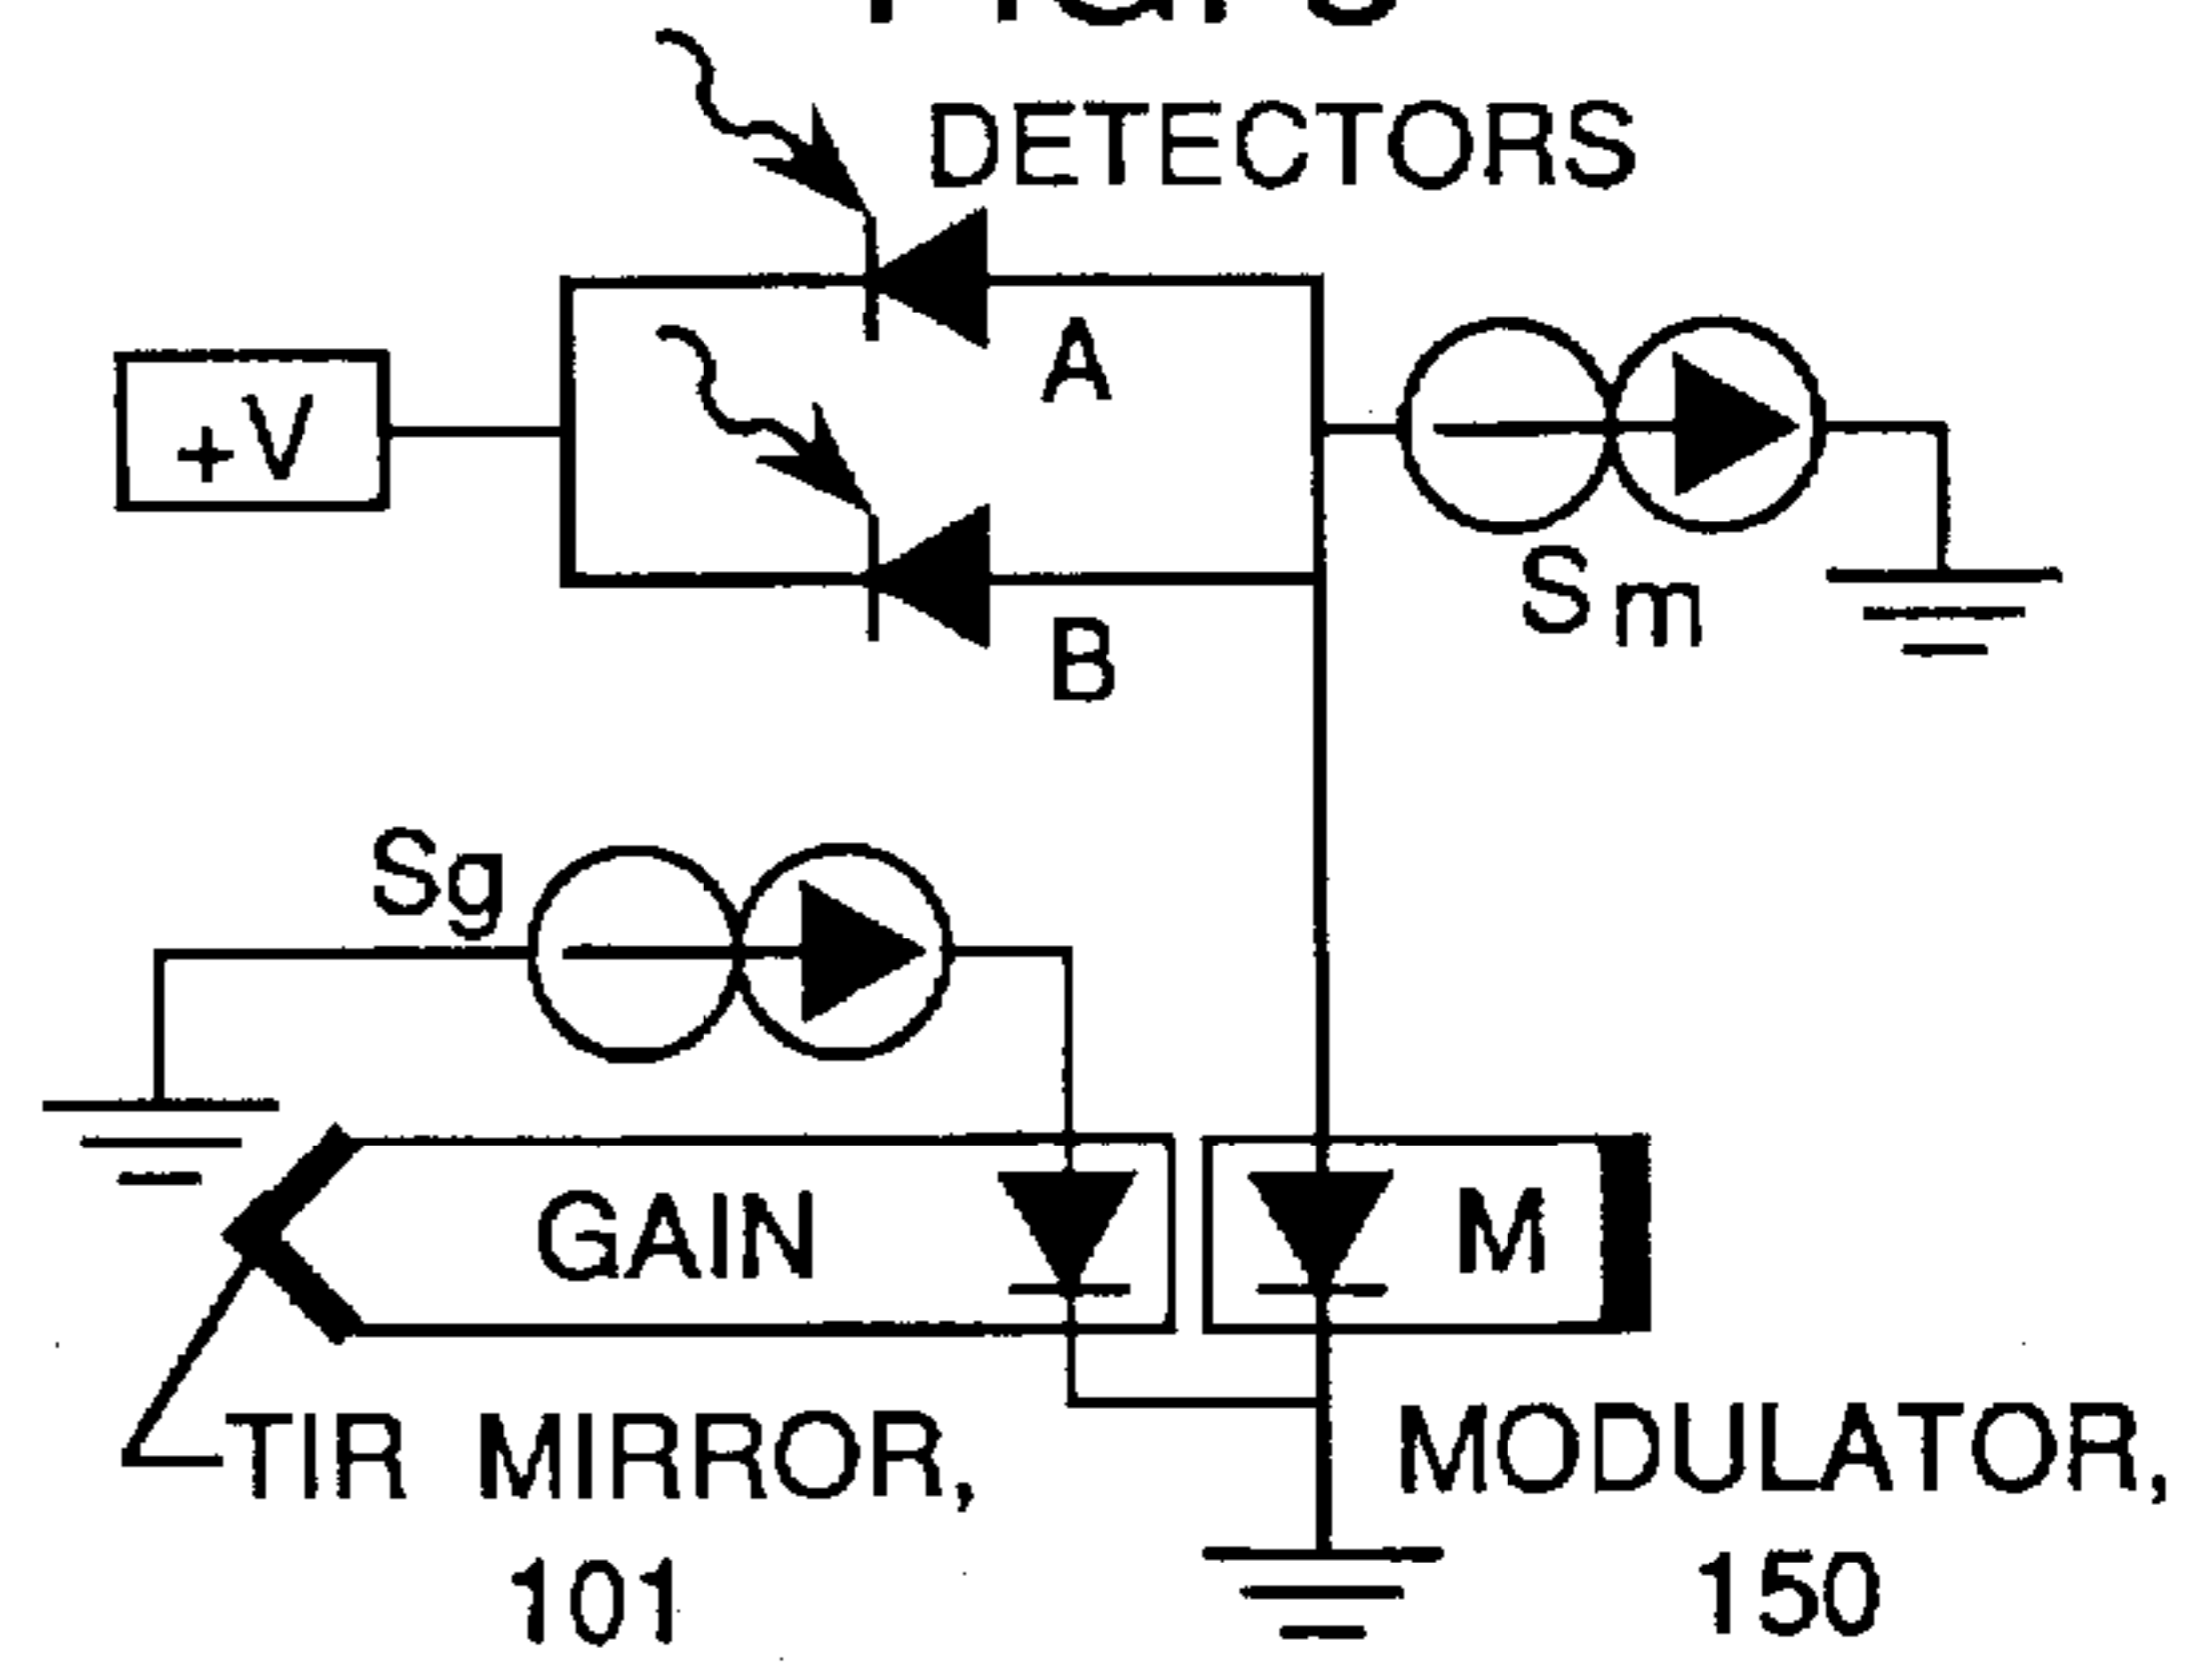 DETECTORS
A
+V
Sm
B
Sg
GAIN
M
TIR MIRROR,
101
MODULATOR,
150